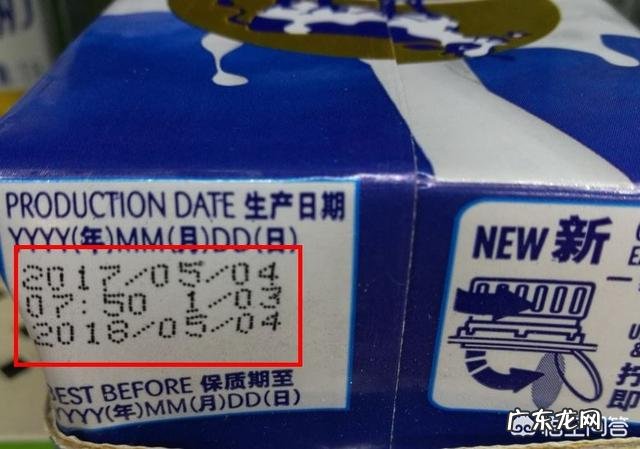 PRODUCTION DATE 生产日期
YYYY(年)MM(月)DD(日)
2017/05/04
07:50 1/03
2018/05/04
BEST BEFORE 保质期至
YYYY(年)MM(月)DD(日)
NEW 新
广东龙网